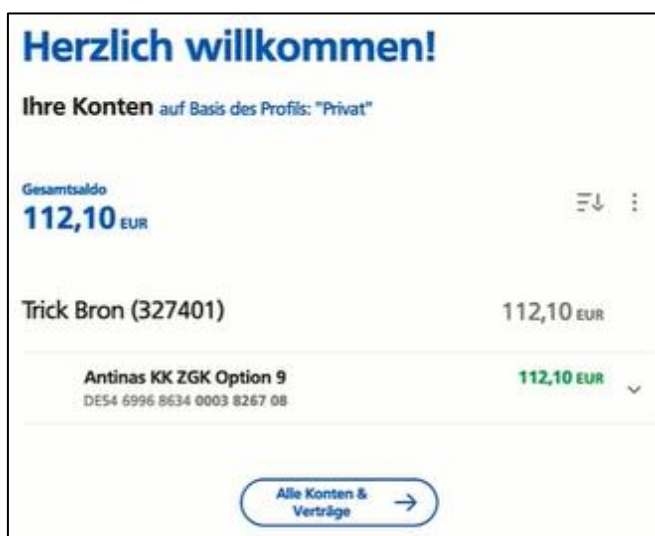 Herzlich willkommen!
Ihre Konten auf Basis des Profils: "Privat"
Gesamtsaldo
112,10 EUR
Trick Bron (327401) 112,10 EUR
Antinas KK ZGK Option 9 112,10 EUR
DE54 6996 8634 0003 8267 08
Alle Konten &
Verträge